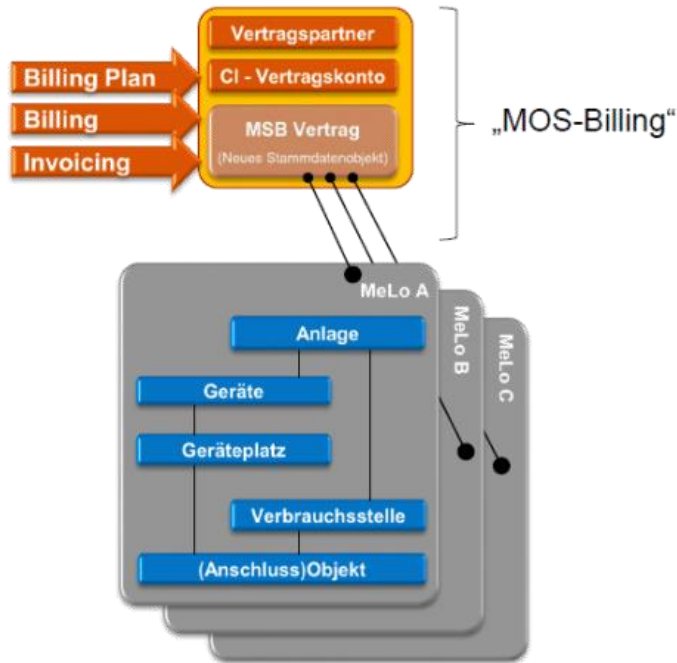 Vertragspartner
Billing Plan
CI - Vertragskonto
Billing
MSB Vertrag
(Neues Stammdatenobjekt)
Invoicing
„MOS-Billing“
MeLo A
Anlage
MeLo B
MeLo C
Geräte
Geräteplatz
Verbrauchsstelle
(Anschluss)Objekt